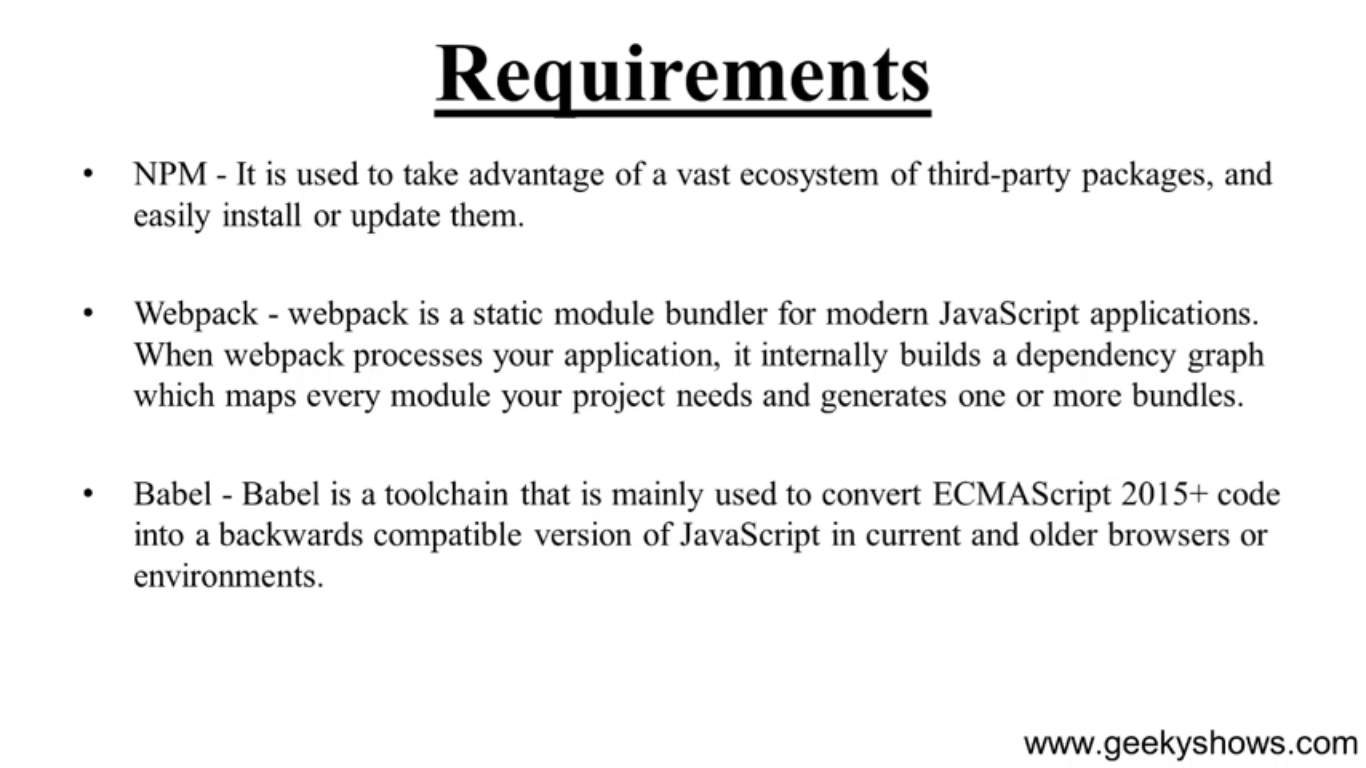 Requirements
• NPM - It is used to take advantage of a vast ecosystem of third-party packages, and
easily install or update them.
• Webpack - webpack is a static module bundler for modern JavaScript applications.
When webpack processes your application, it internally builds a dependency graph
which maps every module your project needs and generates one or more bundles.
• Babel - Babel is a toolchain that is mainly used to convert ECMAScript 2015+ code
into a backwards compatible version of JavaScript in current and older browsers or
environments.
www.geekyshows.com